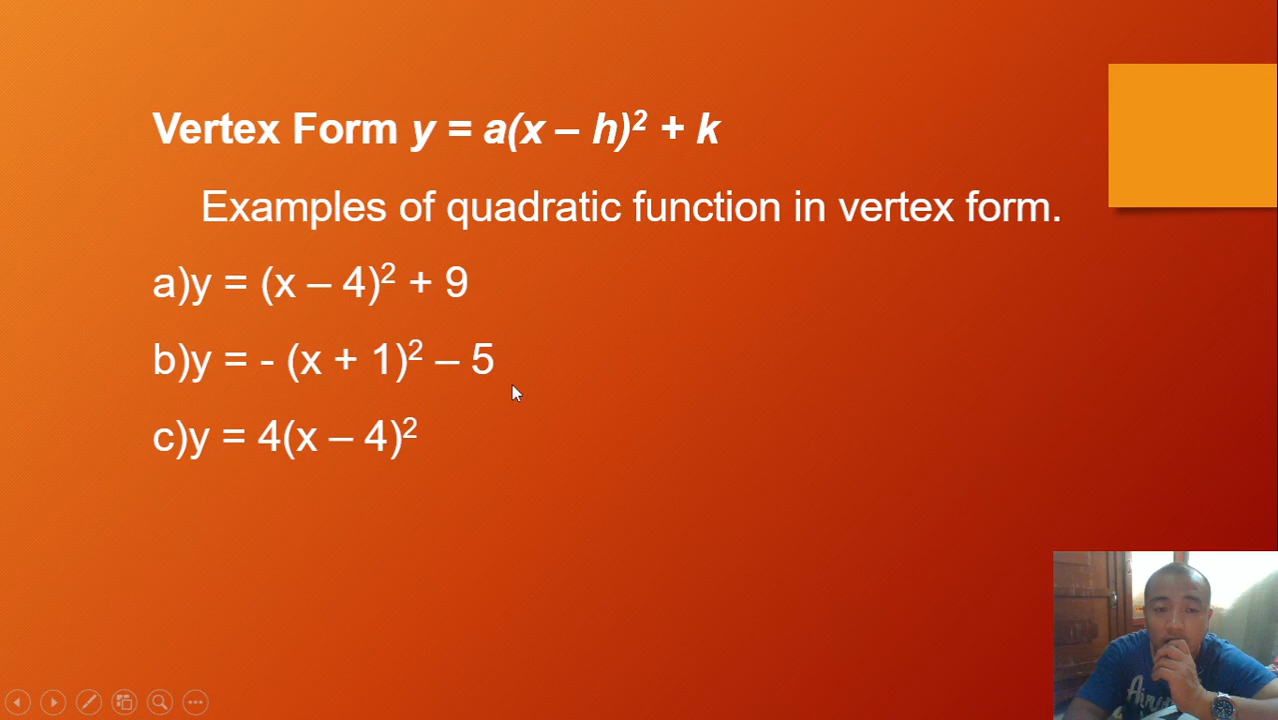 Vertex Form y = a(x – h)² + k
Examples of quadratic function in vertex form.
a)y = (x – 4)² + 9
b)y = - (x + 1)² – 5
c)y = 4(x – 4)²